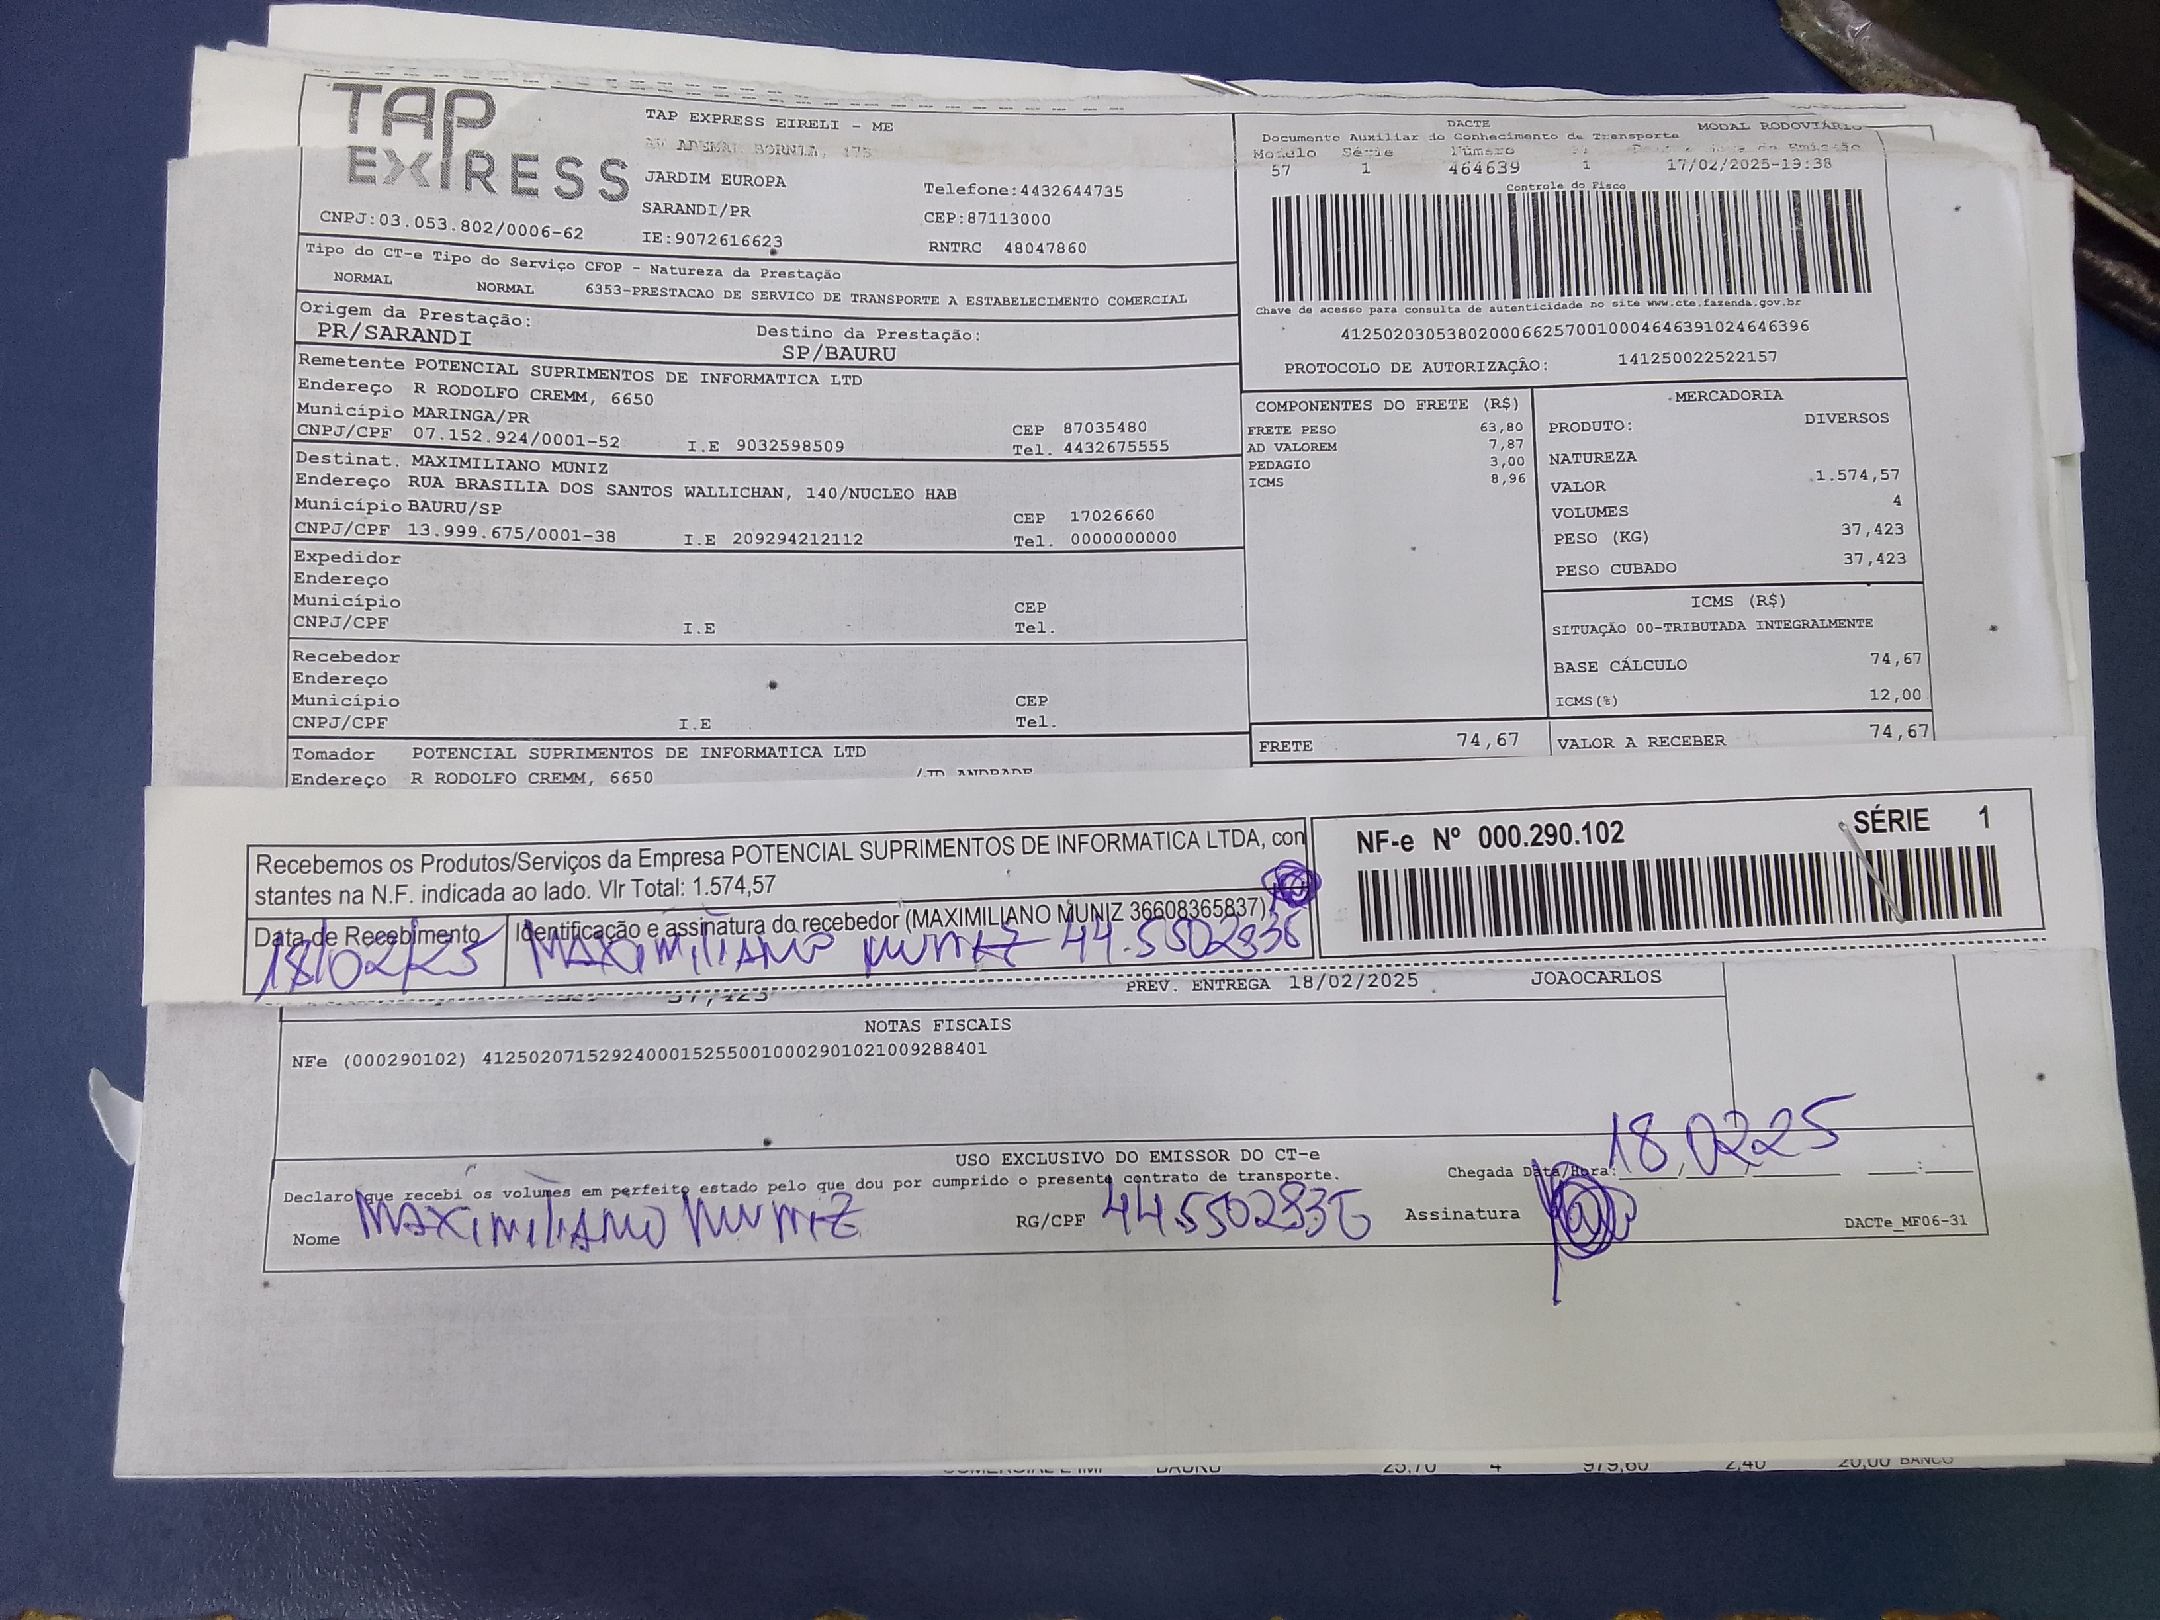 TAP
EXPRESS
TAP EXPRESS EIRELI - ME
AV ADEMAR BORNIA, 175
JARDIM EUROPA
SARANDI/PR
IE:9072616623
Telefone:4432644735
CEP:87113000
RNTRC 48047860
CNPJ:03.053.802/0006-62
DACTE
Documento Auxiliar do Conhecimento de Transporte
MODAL RODOVIÁRIO
Modelo Série Número
57 1 464639 1 17/02/2025-19:38
Controle do Fisco
Chave de acesso para consulta de autenticidade no site www.cte.fazenda.gov.br
41250203053802000662570010004646391024646396
PROTOCOLO DE AUTORIZAÇÂO: 141250022522157
Tipo do CT-e Tipo do Serviço CFOP - Natureza da Prestação
NORMAL NORMAL 6353-PRESTACAO DE SERVICO DE TRANSPORTE A ESTABELECIMENTO COMERCIAL
Origem da Prestação: Destino da Prestação:
PR/SARANDI SP/BAURU
Remetente POTENCIAL SUPRIMENTOS DE INFORMATICA LTD
Endereço R RODOLFO CREMM, 6650
Município MARINGA/PR CEP 87035480
CNPJ/CPF 07.152.924/0001-52 I.E 9032598509 Tel. 4432675555
Destinat. MAXIMILIANO MUNIZ
Endereço RUA BRASILIA DOS SANTOS WALLICHAN, 140/NUCLEO HAB
Município BAURU/SP CEP 17026660
CNPJ/CPF 13.999.675/0001-38 I.E 209294212112 Tel. 0000000000
Expedidor
Endereço
Município CEP
CNPJ/CPF I.E Tel.
Recebedor
Endereço
Município CEP
CNPJ/CPF I.E Tel.
Tomador POTENCIAL SUPRIMENTOS DE INFORMATICA LTD
Endereço R RODOLFO CREMM, 6650
COMPONENTES DO FRETE (R$)
FRETE PESO 63,80
AD VALOREM 7,87
PEDAGIO 3,00
ICMS 8,96
FRETE 74,67
MERCADORIA
PRODUTO: DIVERSOS
NATUREZA
VALOR 1.574,57
VOLUMES 4
PESO (KG) 37,423
PESO CUBADO 37,423
ICMS (R$)
SITUAÇÃO 00-TRIBUTADA INTEGRALMENTE
BASE CÁLCULO 74,67
ICMS(%) 12,00
VALOR A RECEBER 74,67
Recebemos os Produtos/Serviços da Empresa POTENCIAL SUPRIMENTOS DE INFORMATICA LTDA, con
stantes na N.F. indicada ao lado. Vlr Total: 1.574,57
Data de Recebimento Identificação e assinatura do recebedor (MAXIMILIANO MUNIZ 36608365837)
18/02/25 MAXIMILIANO MUNIZ 44.5502836
NF-e Nº 000.290.102 SÉRIE 1
PREV. ENTREGA 18/02/2025 JOAOCARLOS
NOTAS FISCAIS
NFe (000290102) 41250207152924000152550010002901021009288401
USO EXCLUSIVO DO EMISSOR DO CT-e
Declaro que recebi os volumes em perfeito estado pelo que dou por cumprido o presente contrato de transporte.
Chegada Data/Hora: 18 02 25
Nome MAXIMILIANO MUNIZ RG/CPF 445502836 Assinatura
DACTe_MF06-31